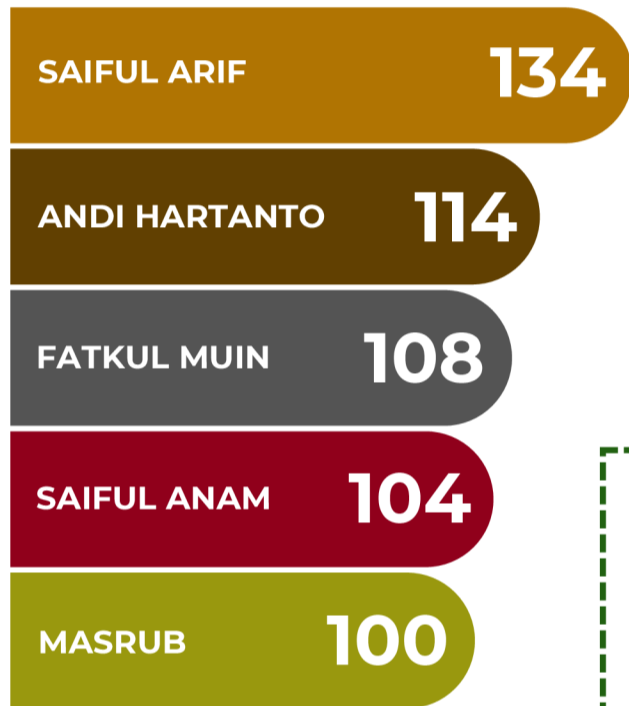 SAIFUL ARIF 134
ANDI HARTANTO 114
FATKUL MUIN 108
SAIFUL ANAM 104
MASRUB 100